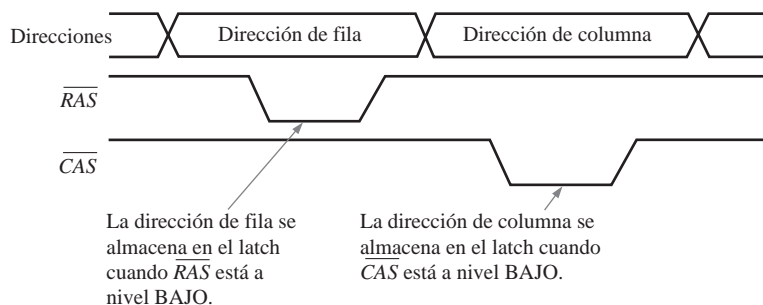 Direcciones
Dirección de fila
Dirección de columna
RAS
CAS
La dirección de fila se
almacena en el latch
cuando RAS está a
nivel BAJO.
La dirección de columna se
almacena en el latch cuando
CAS está a nivel BAJO.